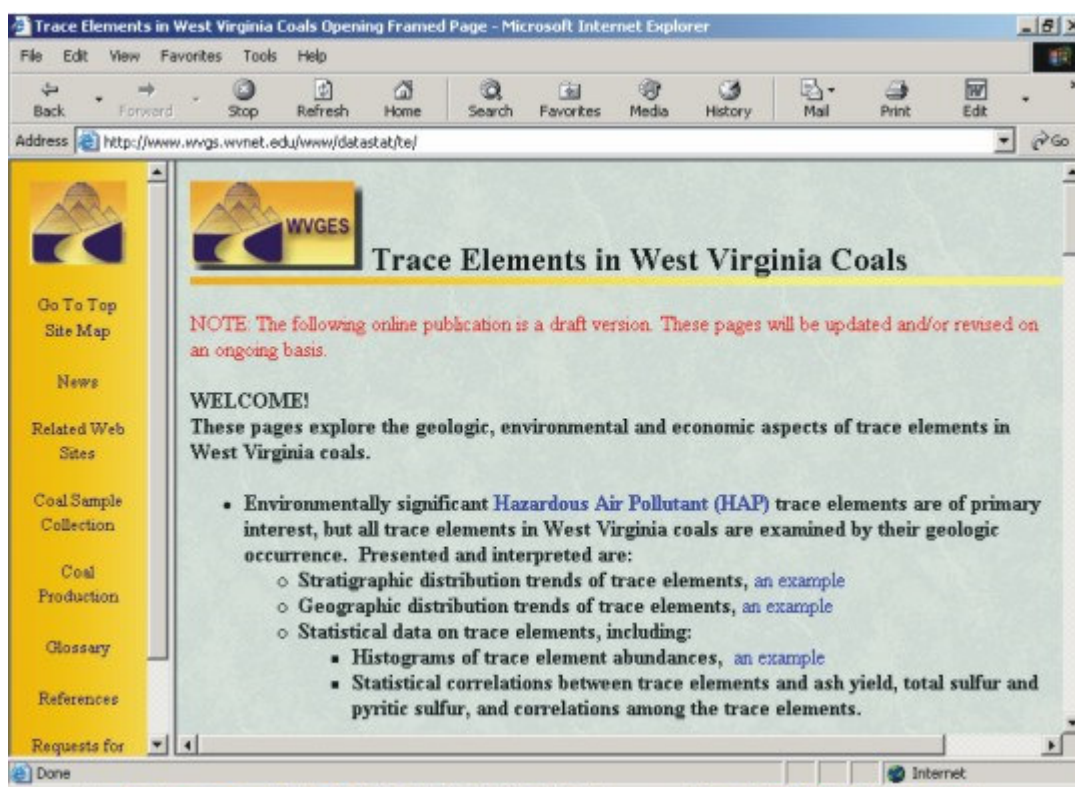 Trace Elements in West Virginia Coals Opening Framed Page - Microsoft Internet Explorer
File Edit View Favorites Tools Help
Back Forward Stop Refresh Home Search Favorites Media History Mail Print Edit
Address http://www.wvgs.wvnet.edu/www/datastat/te/ Go
Go To Top
Site Map
News
Related Web
Sites
Coal Sample
Collection
Coal
Production
Glossary
References
Requests for
WVGES
Trace Elements in West Virginia Coals
NOTE: The following online publication is a draft version. These pages will be updated and/or revised on
an ongoing basis.
WELCOME!
These pages explore the geologic, environmental and economic aspects of trace elements in
West Virginia coals.
• Environmentally significant Hazardous Air Pollutant (HAP) trace elements are of primary
interest, but all trace elements in West Virginia coals are examined by their geologic
occurrence. Presented and interpreted are:
○ Stratigraphic distribution trends of trace elements, an example
○ Geographic distribution trends of trace elements, an example
○ Statistical data on trace elements, including:
▪ Histograms of trace element abundances, an example
▪ Statistical correlations between trace elements and ash yield, total sulfur and
pyritic sulfur, and correlations among the trace elements.
Done Internet